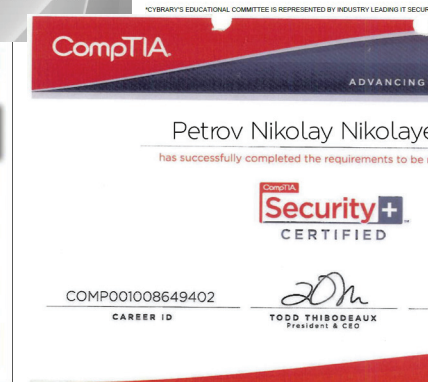 *CYBRARY'S EDUCATIONAL COMMITTEE IS REPRESENTED BY INDUSTRY LEADING IT SECUR
CompTIA.
ADVANCING
Petrov Nikolay Nikolaye
has successfully completed the requirements to be
CompTIA
Security+
CERTIFIED
COMP001008649402
CAREER ID
TODD THIBODEAUX
President & CEO